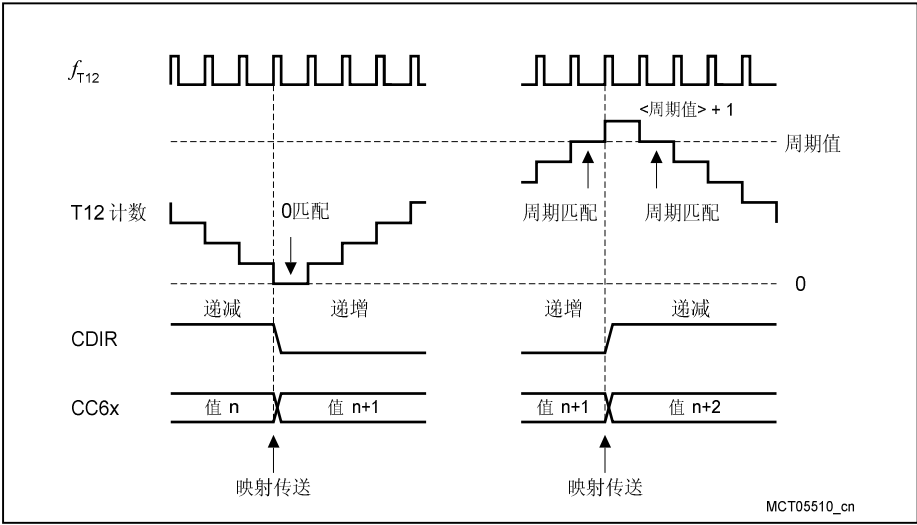 fT12
<周期值> + 1
周期值
T12 计数
0匹配
周期匹配
周期匹配
0
递减
递增
递增
递减
CDIR
CC6x
值 n
值 n+1
值 n+1
值 n+2
映射传送
映射传送
MCT05510_cn